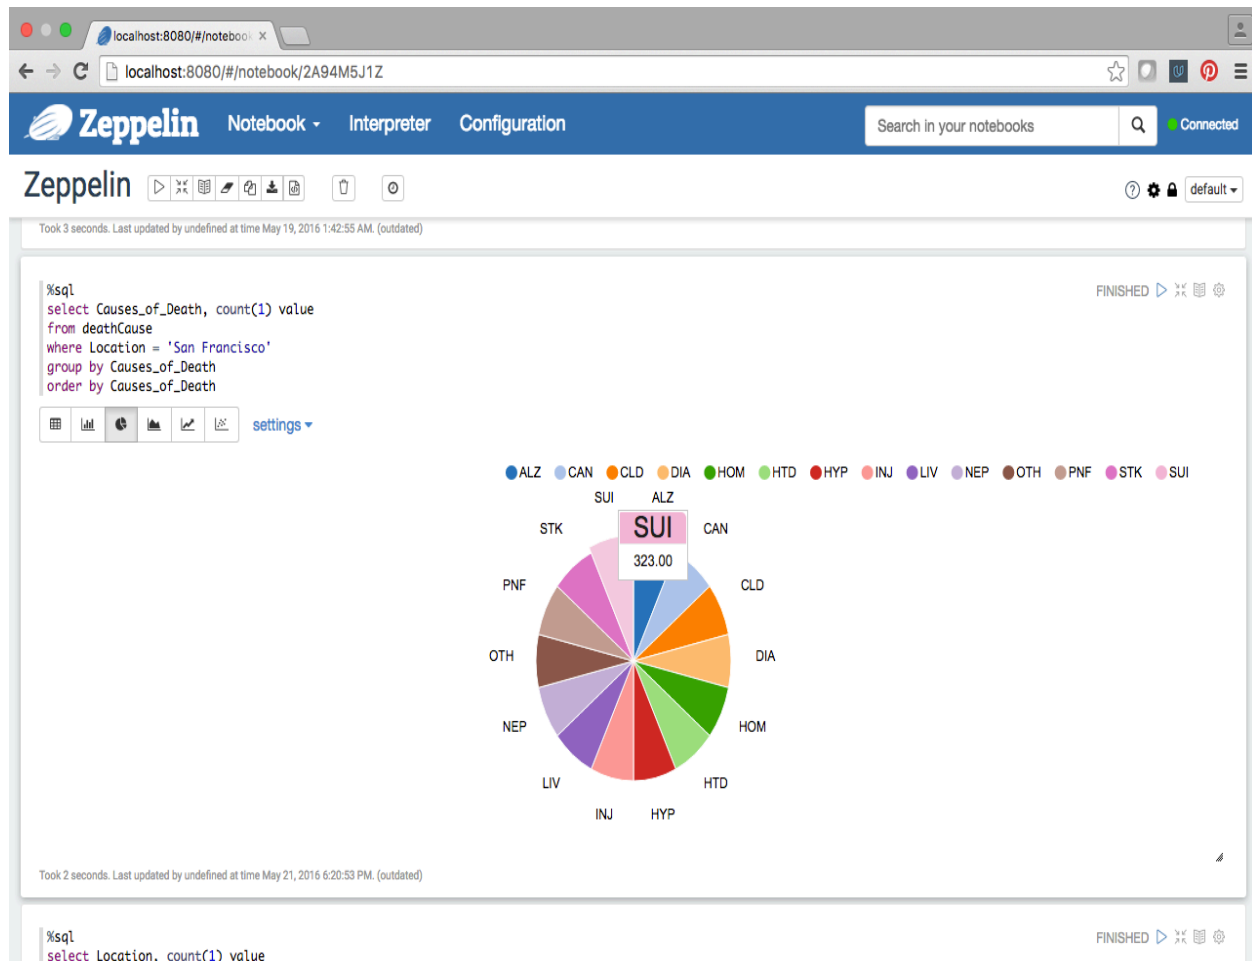 localhost:8080/#/notebook
localhost:8080/#/notebook/2A94M5J1Z
Zeppelin Notebook Interpreter Configuration Search in your notebooks Connected
Zeppelin default
Took 3 seconds. Last updated by undefined at time May 19, 2016 1:42:55 AM. (outdated)
%sql FINISHED
select Causes_of_Death, count(1) value
from deathCause
where Location = 'San Francisco'
group by Causes_of_Death
order by Causes_of_Death
settings
ALZ CAN CLD DIA HOM HTD HYP INJ LIV NEP OTH PNF STK SUI
SUI ALZ
STK SUI CAN
323.00
PNF CLD
OTH DIA
NEP HOM
LIV HTD
INJ HYP
Took 2 seconds. Last updated by undefined at time May 21, 2016 6:20:53 PM. (outdated)
%sql FINISHED
select Location, count(1) value